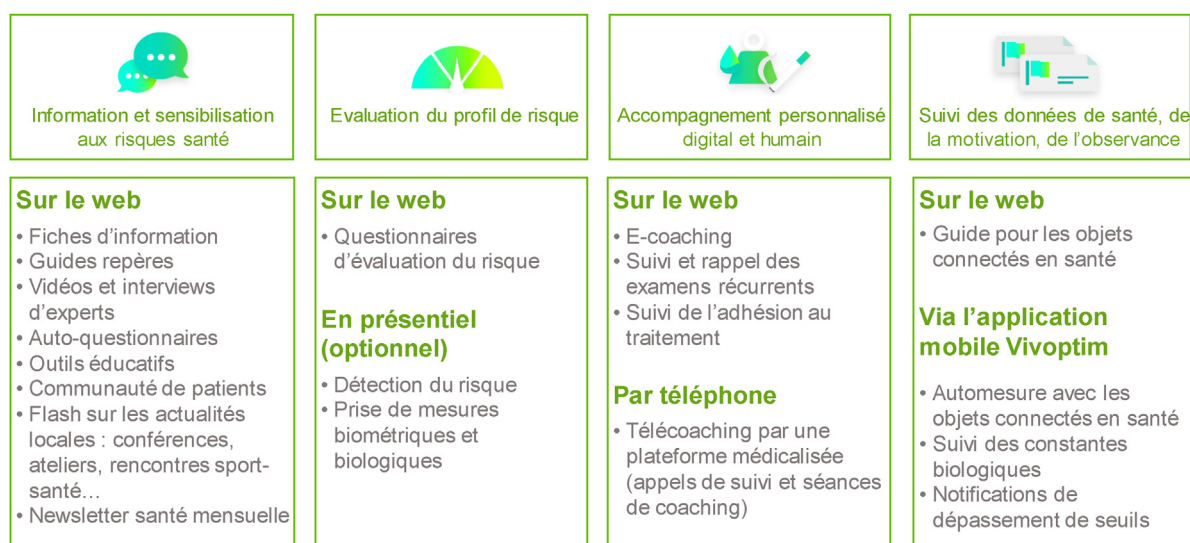 Information et sensibilisation
aux risques santé
Evaluation du profil de risque
Accompagnement personnalisé
digital et humain
Suivi des données de santé, de
la motivation, de l'observance
Sur le web
• Fiches d'information
• Guides repères
• Vidéos et interviews
d'experts
• Auto-questionnaires
• Outils éducatifs
• Communauté de patients
• Flash sur les actualités
locales : conférences,
ateliers, rencontres sport-
santé…
• Newsletter santé mensuelle
Sur le web
• Questionnaires
d'évaluation du risque
En présentiel
(optionnel)
• Détection du risque
• Prise de mesures
biométriques et
biologiques
Sur le web
• E-coaching
• Suivi et rappel des
examens récurrents
• Suivi de l'adhésion au
traitement
Par téléphone
• Télécoaching par une
plateforme médicalisée
(appels de suivi et séances
de coaching)
Sur le web
• Guide pour les objets
connectés en santé
Via l'application
mobile Vivoptim
• Automesure avec les
objets connectés en santé
• Suivi des constantes
biologiques
• Notifications de
dépassement de seuils